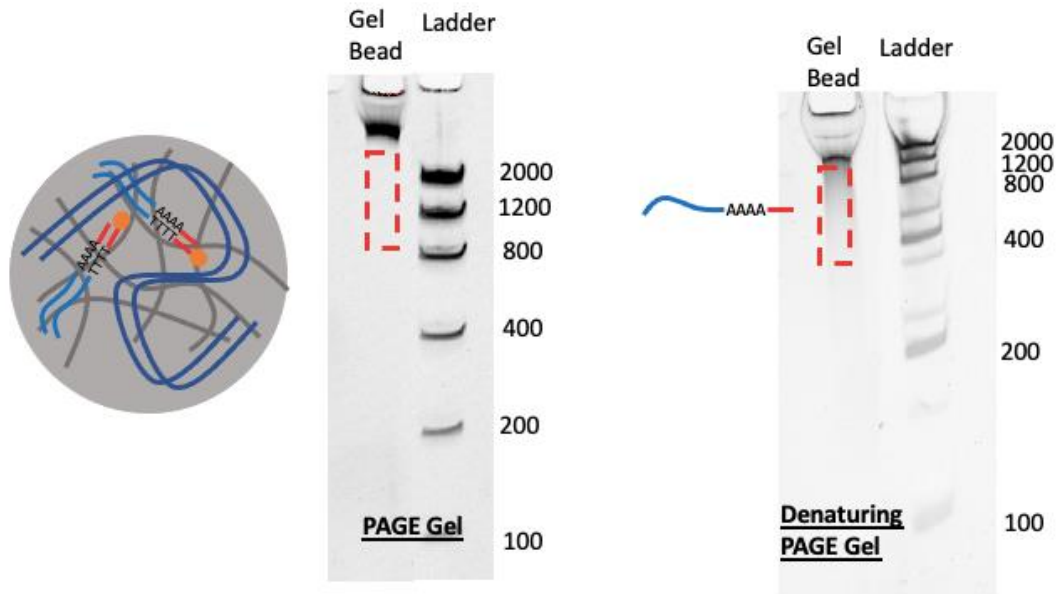 AAAA
TTTT
AAAA
TTTT
Gel
Bead
Ladder
2000
1200
800
400
200
100
PAGE Gel
AAAA
Gel
Bead
Ladder
2000
1200
800
400
200
100
Denaturing
PAGE Gel